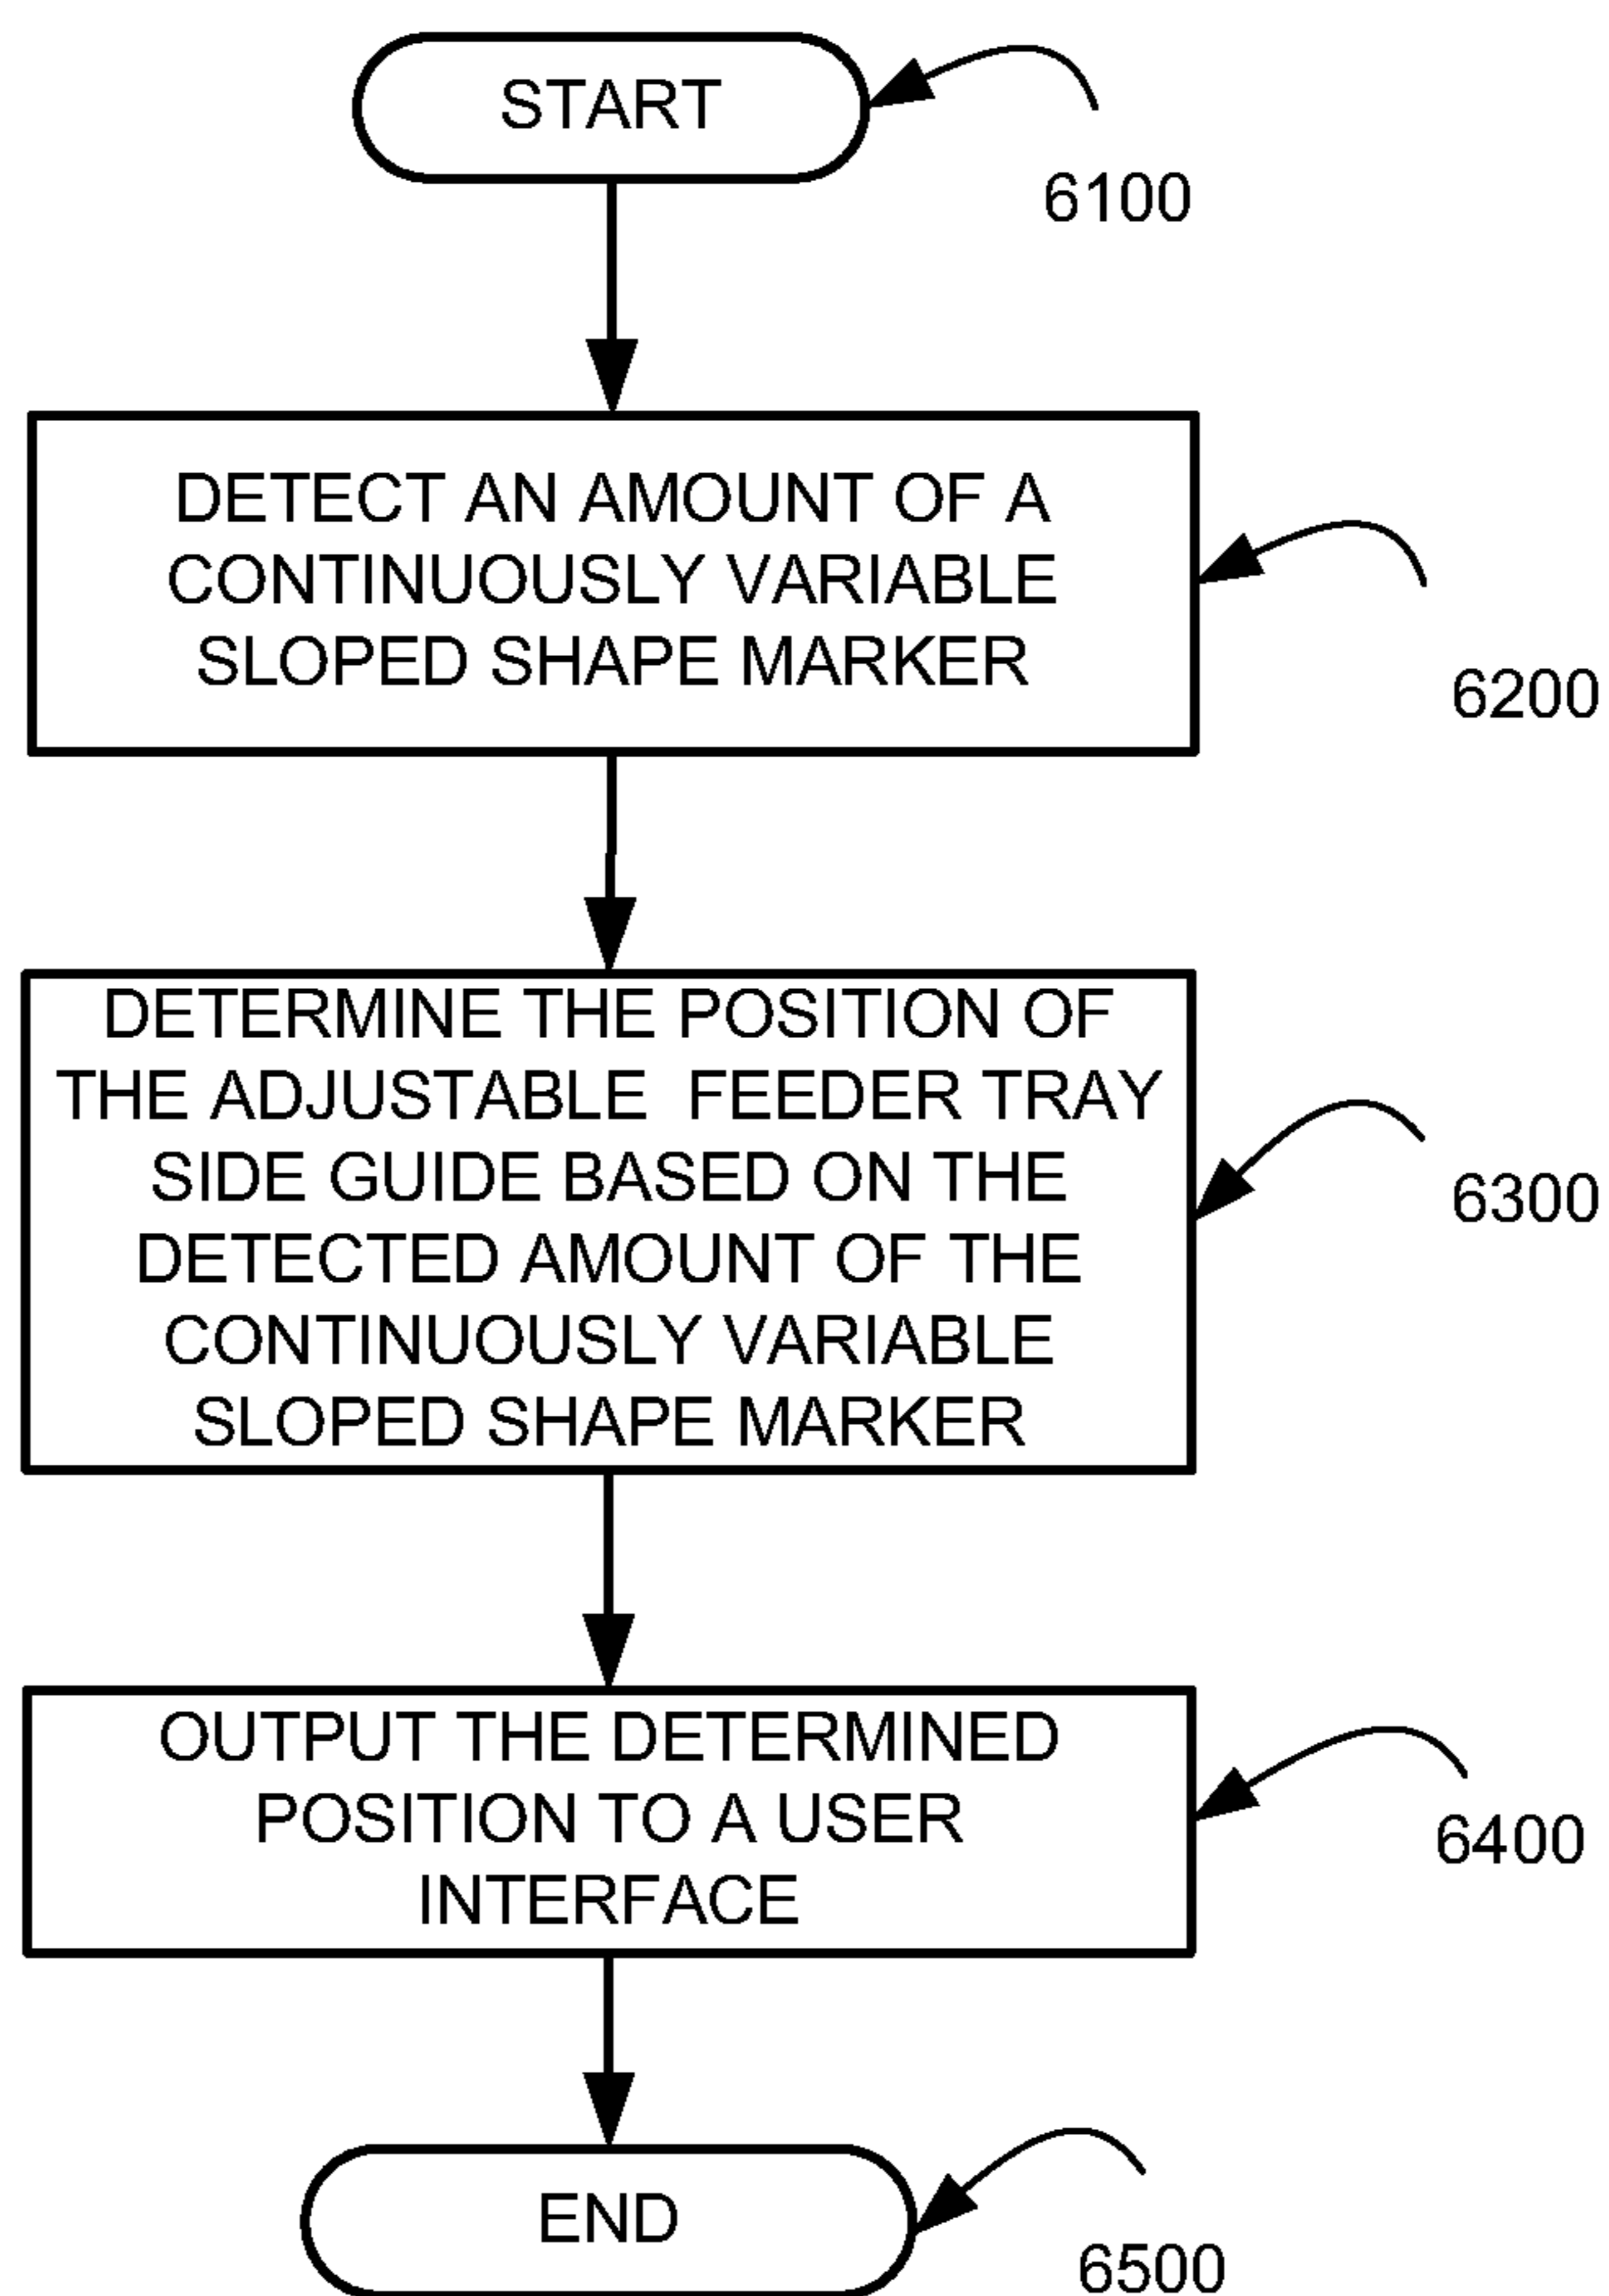 START
6100
DETECT AN AMOUNT OF A
CONTINUOUSLY VARIABLE
SLOPED SHAPE MARKER
6200
DETERMINE THE POSITION OF
THE ADJUSTABLE FEEDER TRAY
SIDE GUIDE BASED ON THE
DETECTED AMOUNT OF THE
CONTINUOUSLY VARIABLE
SLOPED SHAPE MARKER
6300
OUTPUT THE DETERMINED
POSITION TO A USER
INTERFACE
6400
END
6500